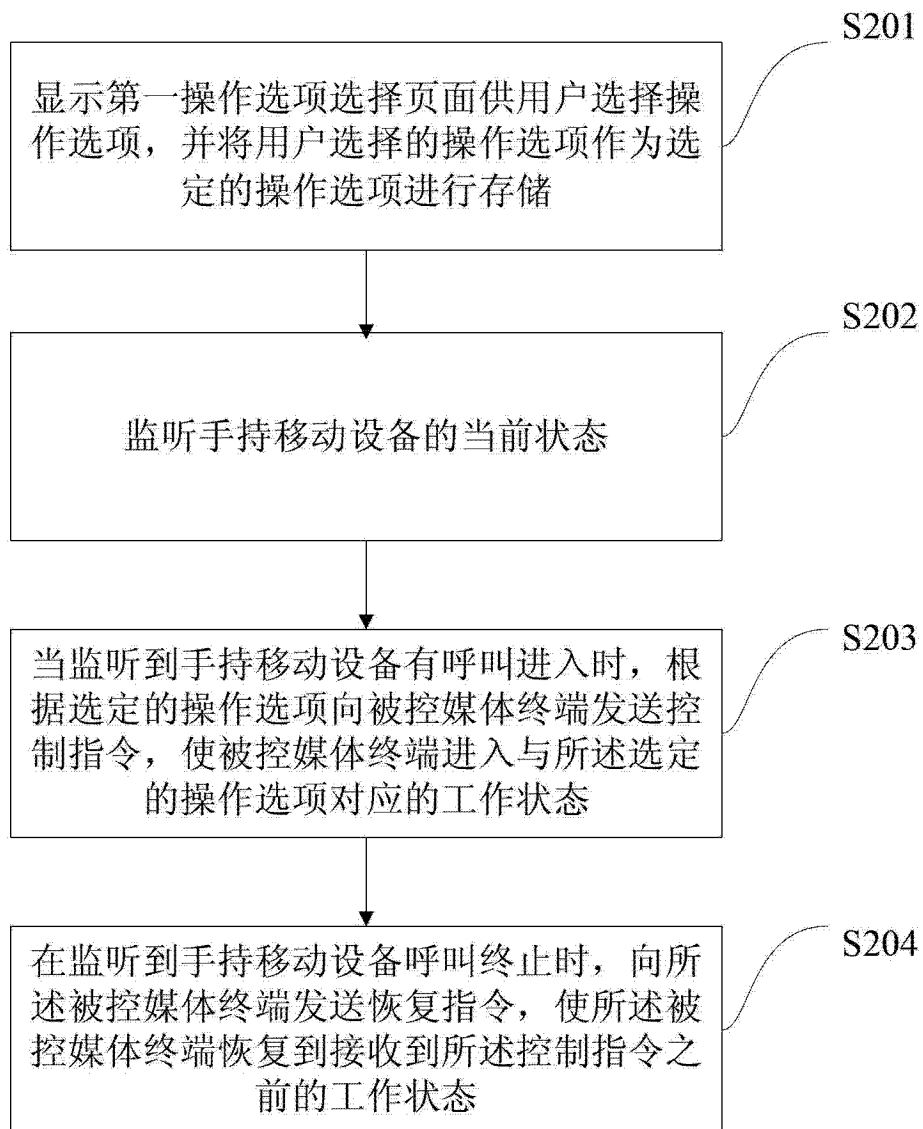 S201
显示第一操作选项选择页面供用户选择操
作选项，并将用户选择的操作选项作为选
定的操作选项进行存储
S202
监听手持移动设备的当前状态
S203
当监听到手持移动设备有呼叫进入时，根
据选定的操作选项向被控媒体终端发送控
制指令，使被控媒体终端进入与所述选定
的操作选项对应的工作状态
S204
在监听到手持移动设备呼叫终止时，向所
述被控媒体终端发送恢复指令，使所述被
控媒体终端恢复到接收到所述控制指令之
前的工作状态